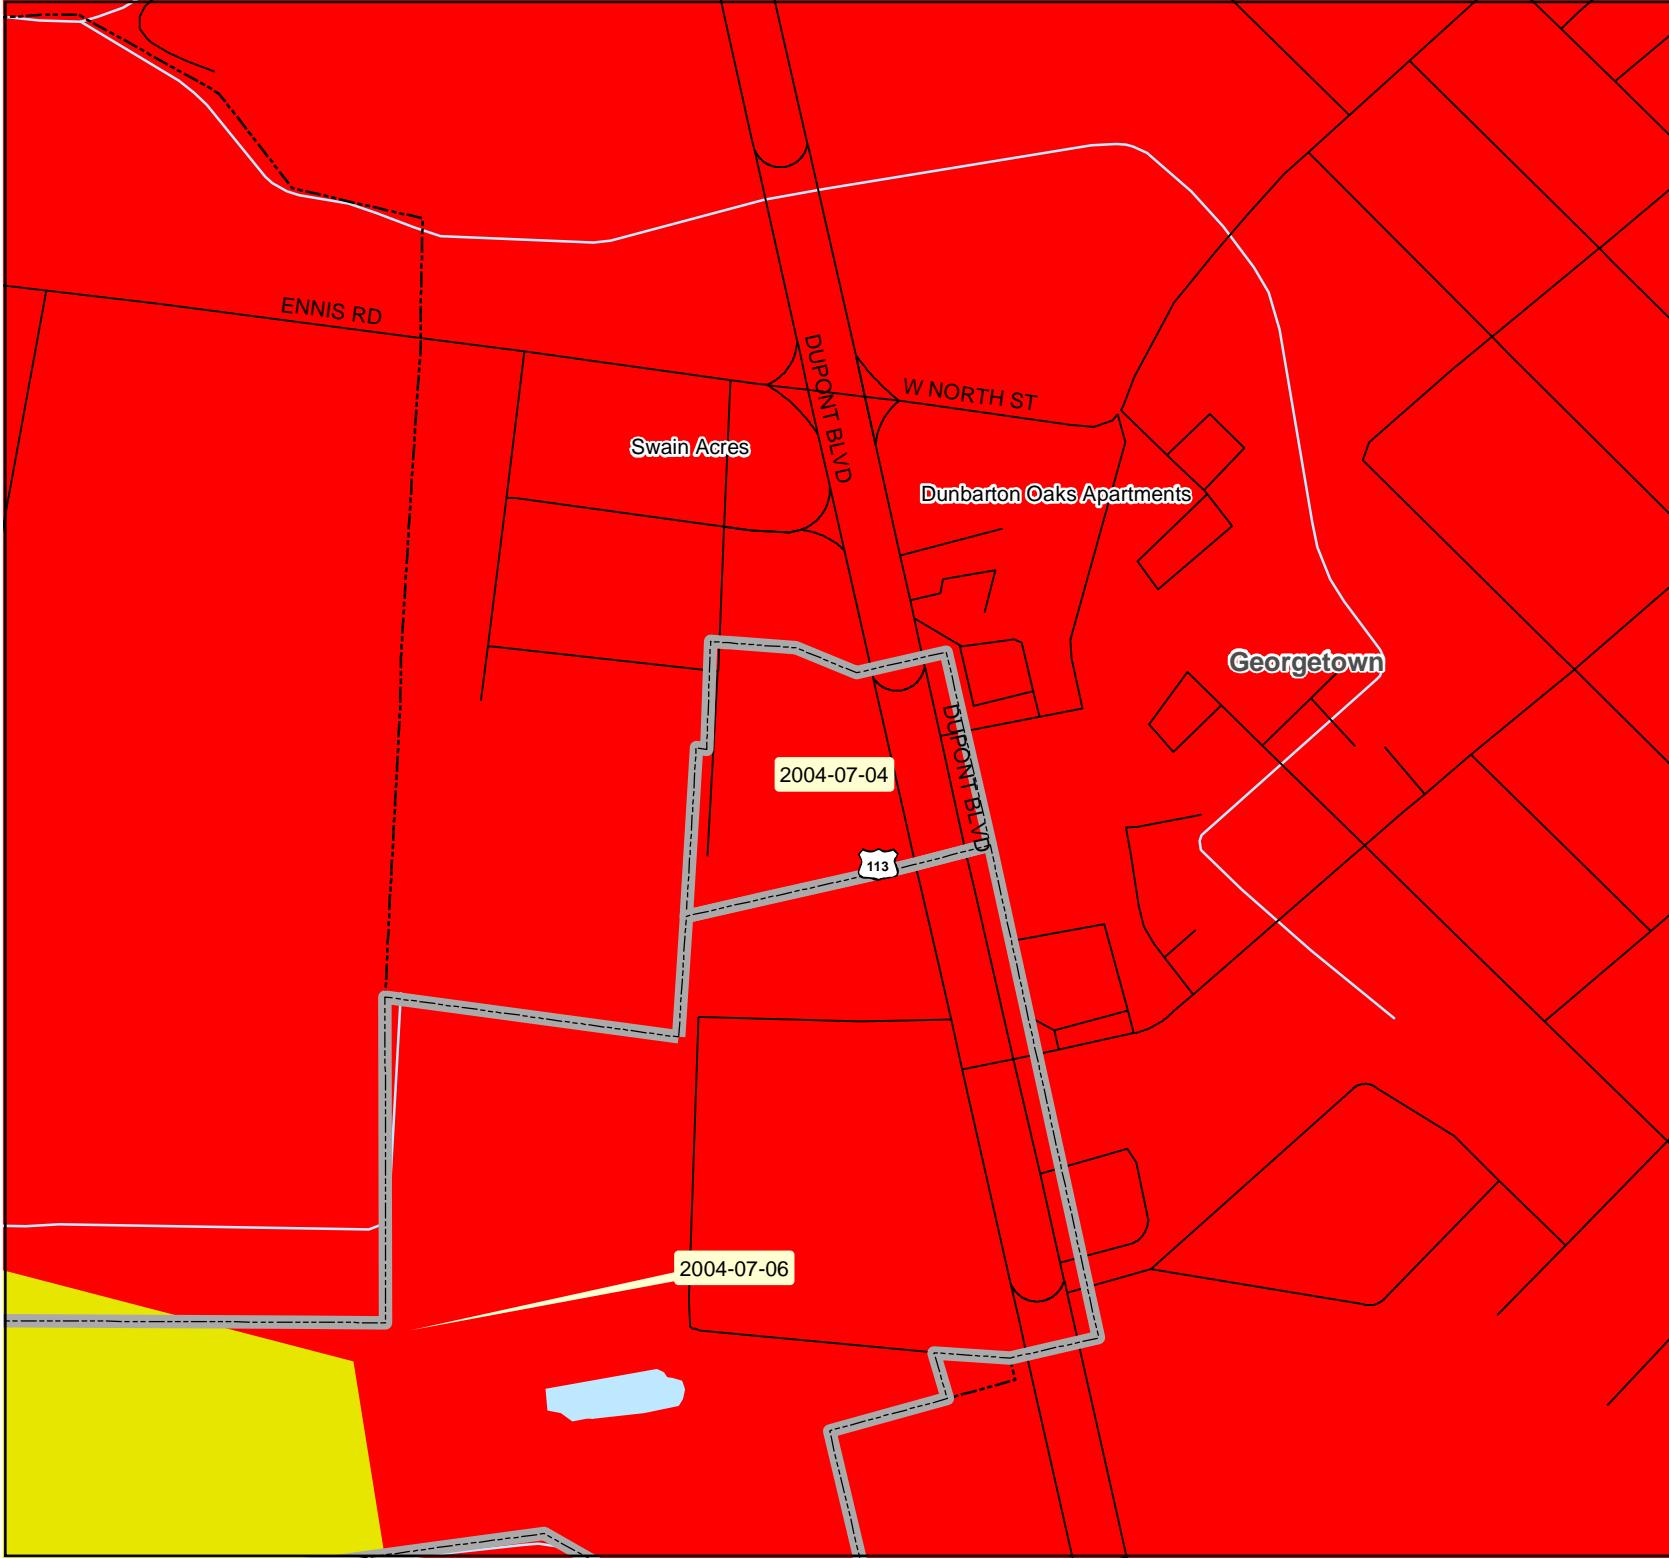 ENNIS RD
DUPONT BLVD
W NORTH ST
Swain Acres
Dunbarton Oaks Apartments
Georgetown
DUPONT BLVD
2004-07-04
113
2004-07-06